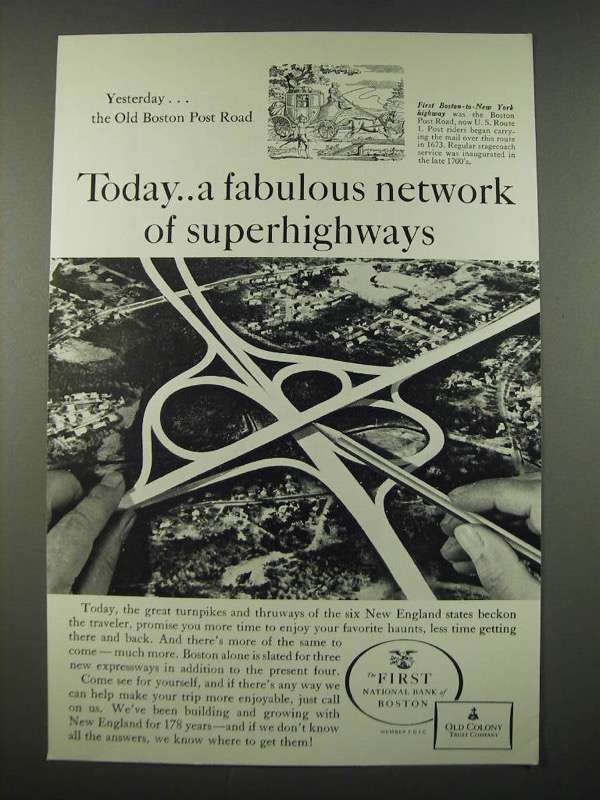 Yesterday . . .
the Old Boston Post Road
First Boston-to-New York
highway was the Boston
Post Road, now U. S. Route
1. Post riders began carry-
ing the mail over this route
in 1673. Regular stagecoach
service was inaugurated in
the late 1700's.
Today..a fabulous network
of superhighways
Today, the great turnpikes and thruways of the six New England states beckon
the traveler, promise you more time to enjoy your favorite haunts, less time getting
there and back. And there's more of the same to
come — much more. Boston alone is slated for three
new expressways in addition to the present four.
Come see for yourself, and if there's any way we
can help make your trip more enjoyable, just call
on us. We've been building and growing with
New England for 178 years—and if we don't know
all the answers, we know where to get them!
The
FIRST
NATIONAL BANK of
BOSTON
MEMBER F D I C
OLD COLONY
TRUST COMPANY